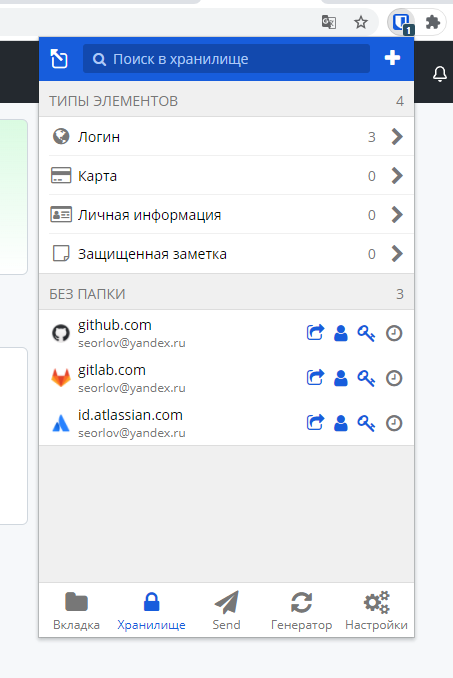 1
Поиск в хранилище
ТИПЫ ЭЛЕМЕНТОВ 4
Логин 3
Карта 0
Личная информация 0
Защищенная заметка 0
БЕЗ ПАПКИ 3
github.com
seorlov@yandex.ru
gitlab.com
seorlov@yandex.ru
id.atlassian.com
seorlov@yandex.ru
Вкладка Хранилище Send Генератор Настройки